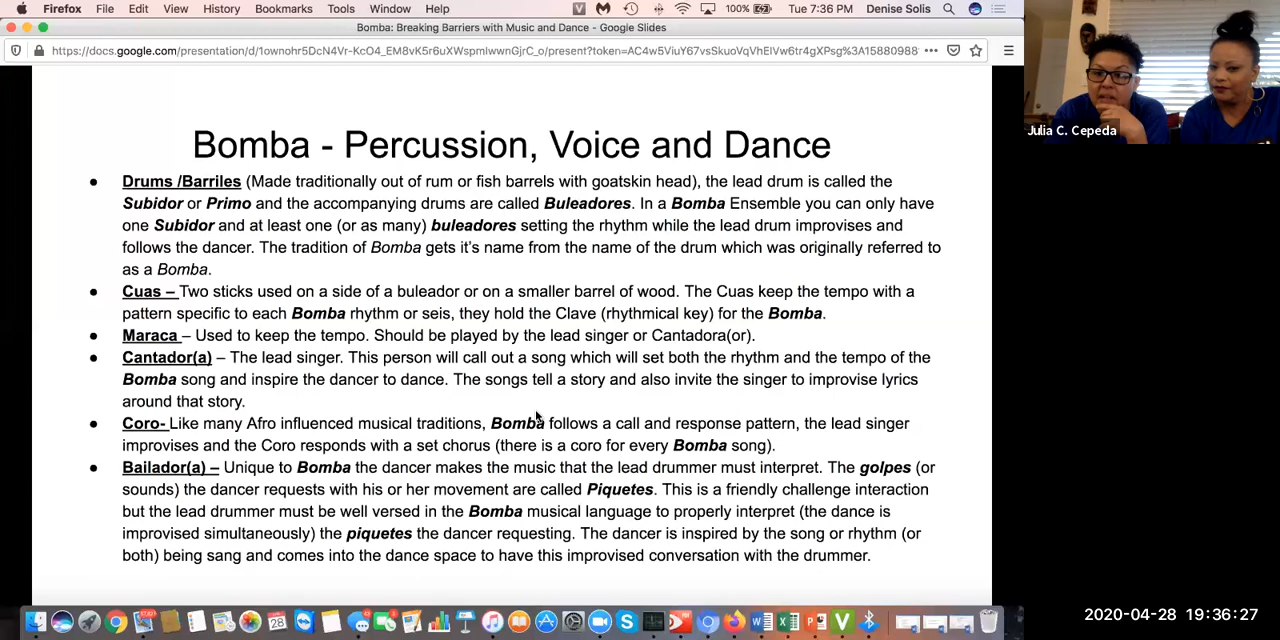 Firefox File Edit View History Bookmarks Tools Window Help 100% Tue 7:36 PM Denise Solis
Bomba: Breaking Barriers with Music and Dance - Google Slides
https://docs.google.com/presentation/d/1ownohr5DcN4Vr-KcO4_EM8vK5r6uXWspmlwwnGjrC_o/present?token=AC4w5ViuY67vsSkuoVqVhElVw6tr4gXPsg%3A15880988
Julia C. Cepeda
Bomba - Percussion, Voice and Dance
● Drums /Barriles (Made traditionally out of rum or fish barrels with goatskin head), the lead drum is called the
Subidor or Primo and the accompanying drums are called Buleadores. In a Bomba Ensemble you can only have
one Subidor and at least one (or as many) buleadores setting the rhythm while the lead drum improvises and
follows the dancer. The tradition of Bomba gets it's name from the name of the drum which was originally referred to
as a Bomba.
● Cuas – Two sticks used on a side of a buleador or on a smaller barrel of wood. The Cuas keep the tempo with a
pattern specific to each Bomba rhythm or seis, they hold the Clave (rhythmical key) for the Bomba.
● Maraca – Used to keep the tempo. Should be played by the lead singer or Cantadora(or).
● Cantador(a) – The lead singer. This person will call out a song which will set both the rhythm and the tempo of the
Bomba song and inspire the dancer to dance. The songs tell a story and also invite the singer to improvise lyrics
around that story.
● Coro- Like many Afro influenced musical traditions, Bomba follows a call and response pattern, the lead singer
improvises and the Coro responds with a set chorus (there is a coro for every Bomba song).
● Bailador(a) – Unique to Bomba the dancer makes the music that the lead drummer must interpret. The golpes (or
sounds) the dancer requests with his or her movement are called Piquetes. This is a friendly challenge interaction
but the lead drummer must be well versed in the Bomba musical language to properly interpret (the dance is
improvised simultaneously) the piquetes the dancer requesting. The dancer is inspired by the song or rhythm (or
both) being sang and comes into the dance space to have this improvised conversation with the drummer.
2020-04-28 19:36:27